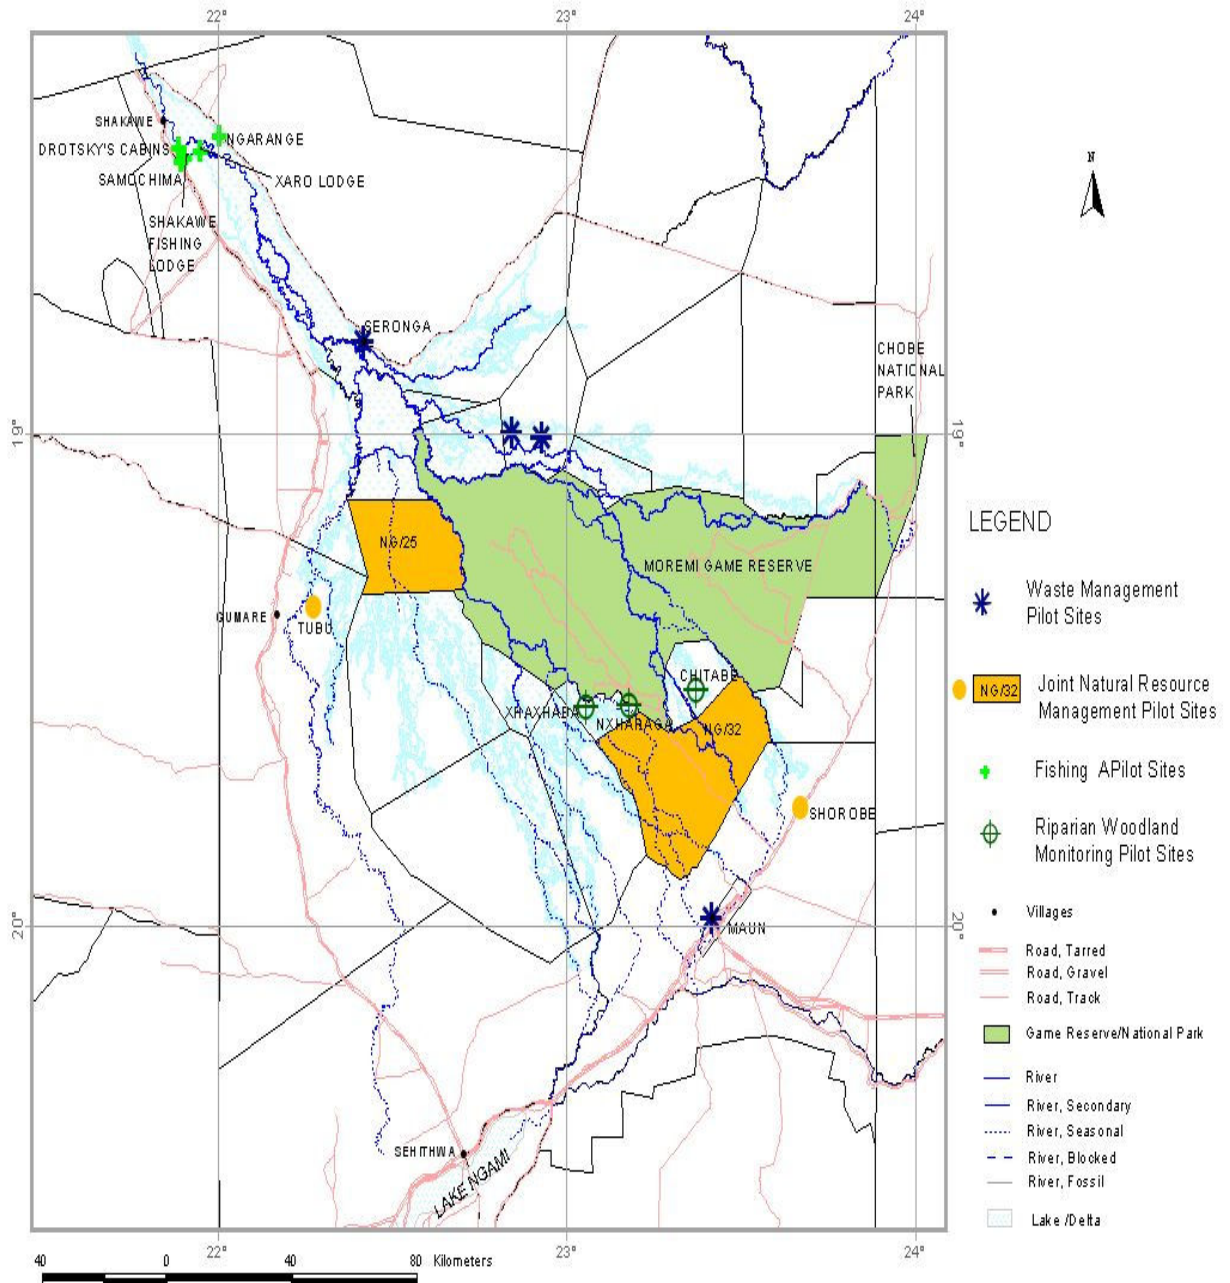 22°
23°
24°
SHAKAWE
NGARANGE
DROTSKY'S CABINS
SAMOCHIMA
XARO LODGE
SHAKAWE
FISHING
LODGE
N
SERONGA
CHOBE
NATIONAL
PARK
19°
19°
LEGEND
NG/25
MOREMI GAME RESERVE
Waste Management
Pilot Sites
GUMARE
TUBU
CHITABE
NG/32
Joint Natural Resource
Management Pilot Sites
XHAXHABA
NXHARAGA
NG/32
Fishing APilot Sites
SHOROBE
Riparian Woodland
Monitoring Pilot Sites
Villages
20°
20°
MAUN
Road, Tarred
Road, Gravel
Road, Track
Game Reserve/National Park
River
River, Secondary
River, Seasonal
River, Blocked
River, Fossil
SEHITHWA
LAKE NGAMI
Lake /Delta
22°
23°
24°
40 0 40 80 Kilometers